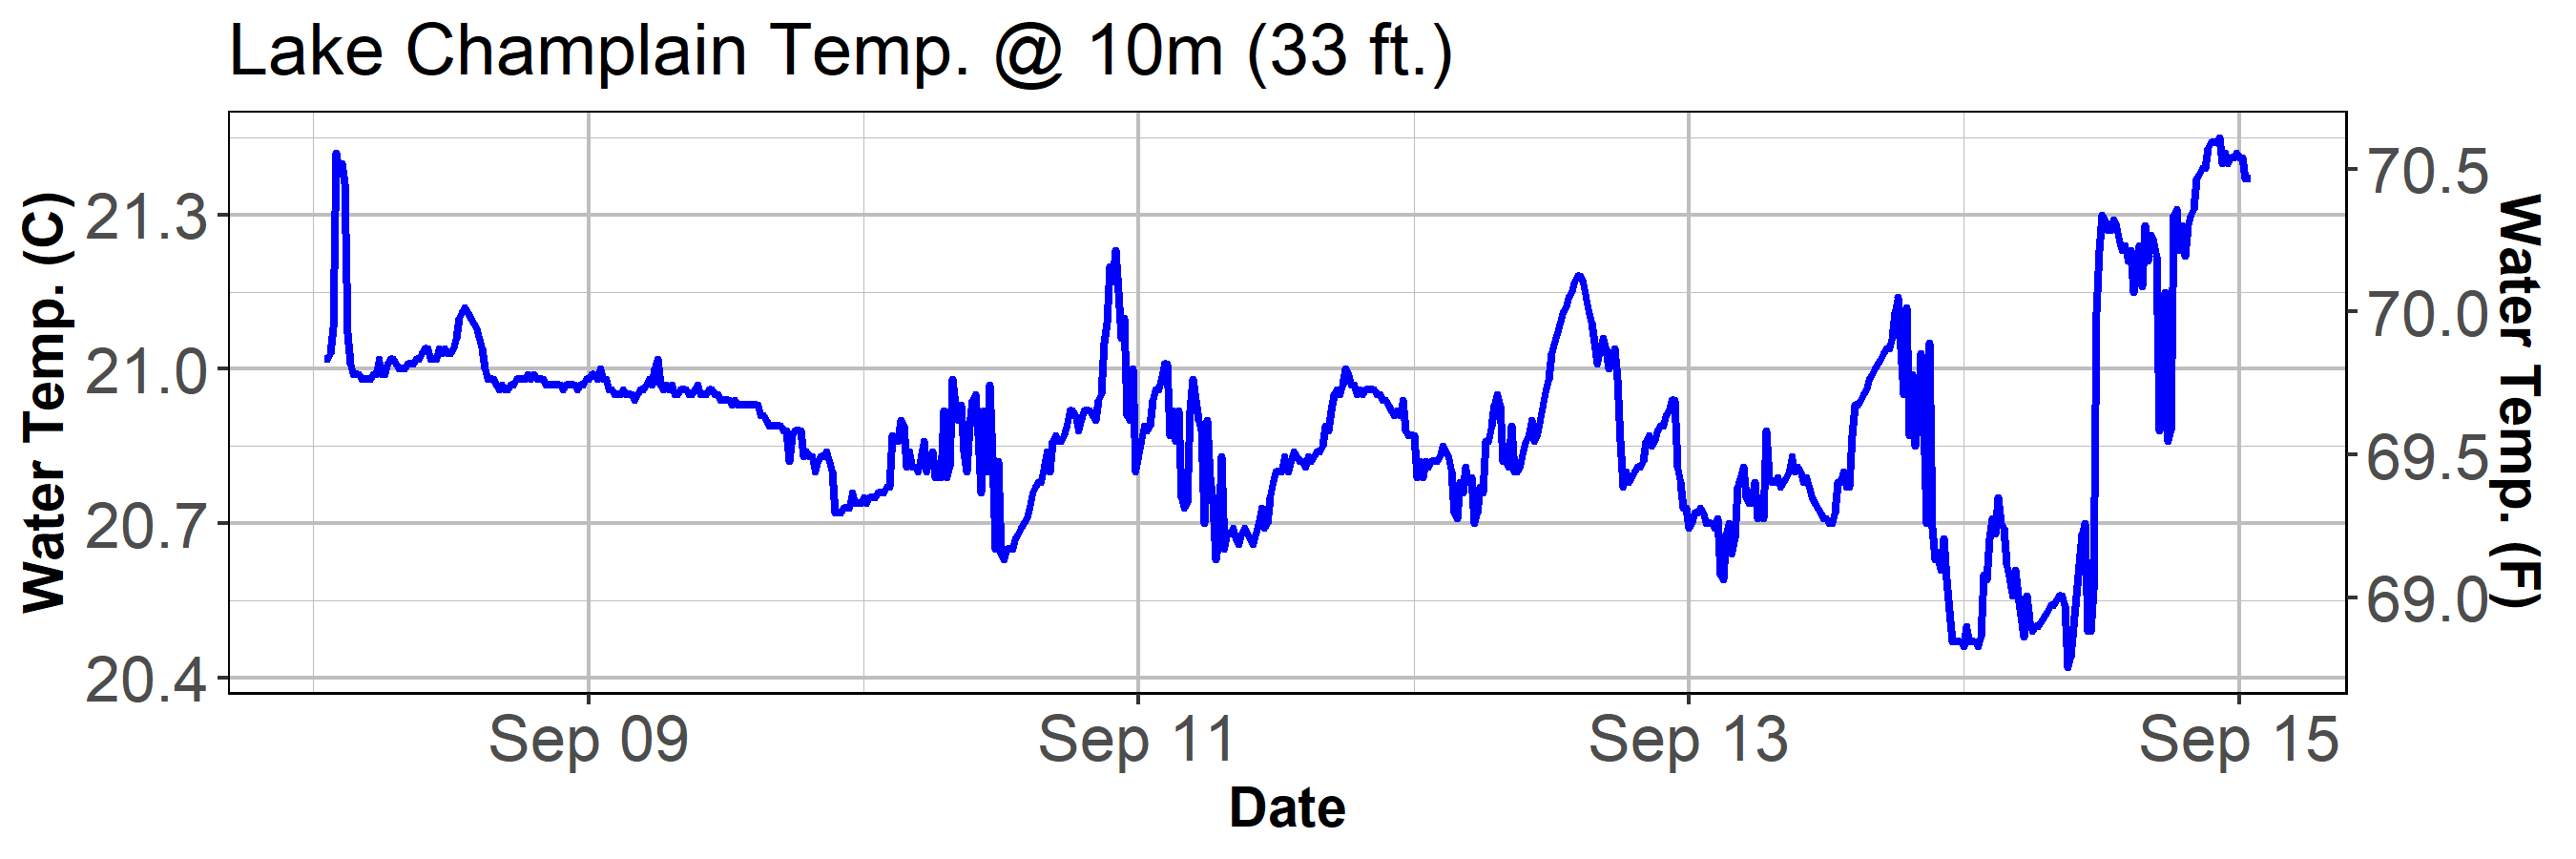 Lake Champlain Temp. @ 10m (33 ft.)
Water Temp. (C)
21.3
21.0
20.7
20.4
70.5
70.0
69.5
69.0
Water Temp. (F)
Sep 09
Sep 11
Sep 13
Sep 15
Date